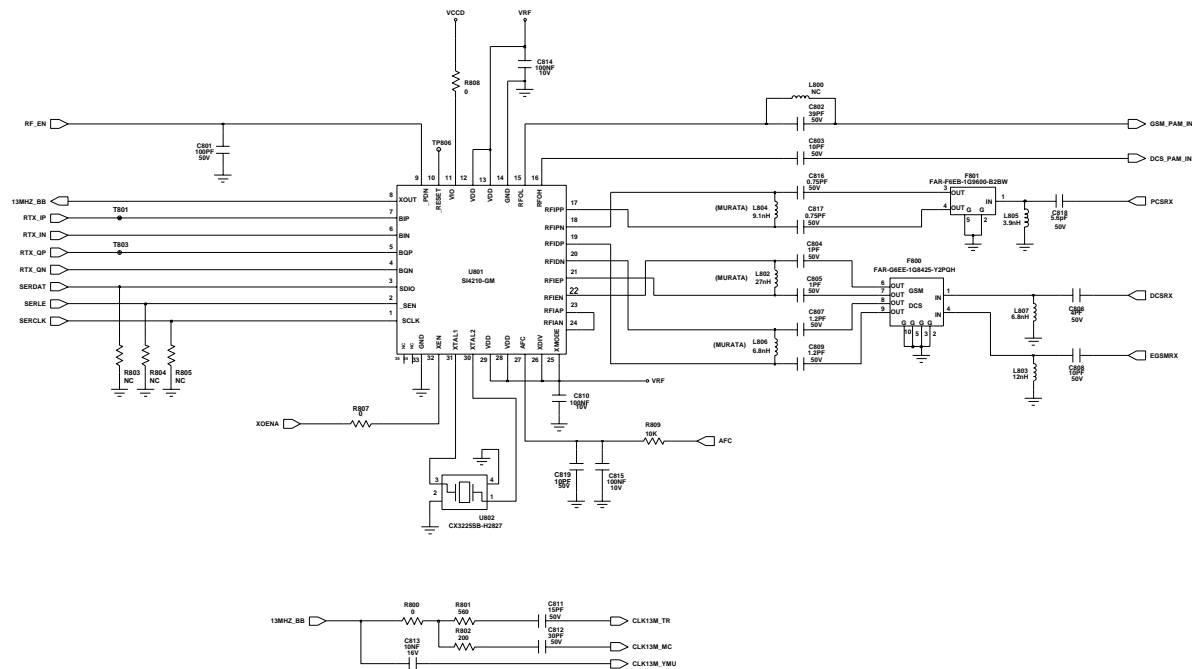 VCCD
VRF
R808
0
C814
100NF
10V
L800
NC
C802
39PF
50V
RF_EN
GSM_PAM_IN
C801
100PF
50V
TP806
C803
10PF
50V
DCS_PAM_IN
9 10 11 12 13 14 15 16
_PDN _RESET VIO VDD VDD GND RFOL RFOH
C816
0.75PF
50V
F801
FAR-F6EB-1G9600-B2BW
13MHZ_BB
8 XOUT
RFIPP 17
3 OUT
IN 1
PCSRX
T801
RTX_IP
7 BIP
RFIPN 18
(MURATA)
L804
9.1nH
C817
0.75PF
50V
4 OUT
G G
5 2
L805
3.9nH
C818
5.6pF
50V
RTX_IN
6 BIN
RFIDP 19
T803
RTX_QP
5 BQP
RFIDN 20
C804
1PF
50V
F800
FAR-G6EE-1G8425-Y2PQH
RTX_QN
4 BQN
U801
SI4210-GM
RFIEP 21
(MURATA)
L802
27nH
C805
1PF
50V
6 OUT
7 OUT
8 OUT
9 OUT
GSM
DCS
IN 1
IN 4
G G G G
10 5 3 2
SERDAT
3 SDIO
RFIEN 22
DCSRX
SERLE
2 _SEN
RFIAP 23
C807
1.2PF
50V
L807
6.8nH
C806
4PF
50V
SERCLK
1 SCLK
RFIAN 24
(MURATA)
L806
6.8nH
C809
1.2PF
50V
NC NC GND XEN XTAL1 XTAL2 VDD VDD AFC XDIV XMODE
35 34 33 32 31 30 29 28 27 26 25
EGSMRX
L803
12nH
C808
10PF
50V
R803
NC
R804
NC
R805
NC
VRF
C810
100NF
10V
XOENA
R807
0
R809
10K
AFC
C819
10PF
50V
C815
100NF
10V
3 4
2 1
U802
CX3225SB-H2827
13MHZ_BB
R800
0
R801
560
C811
15PF
50V
CLK13M_TR
R802
200
C812
30PF
50V
CLK13M_MC
C813
10NF
16V
CLK13M_YMU